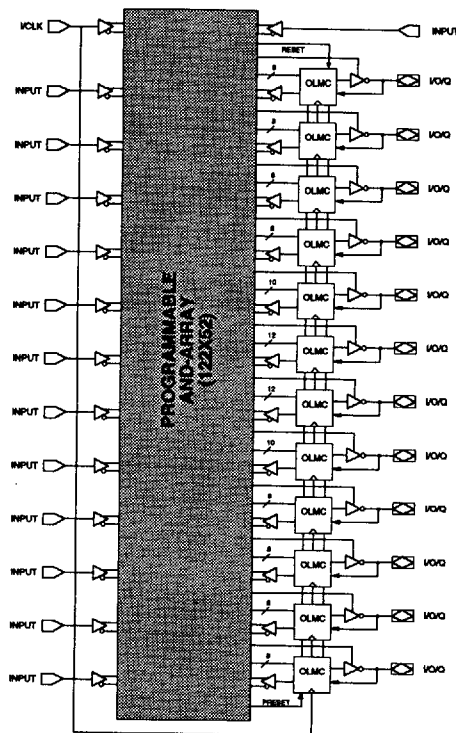 I/CLK
INPUT
RESET
INPUT 8 OLMC I/O/Q
INPUT 8 OLMC I/O/Q
INPUT 8 OLMC I/O/Q
INPUT 8 OLMC I/O/Q
INPUT 10 OLMC I/O/Q
INPUT 12 OLMC I/O/Q
INPUT 12 OLMC I/O/Q
INPUT 10 OLMC I/O/Q
INPUT 8 OLMC I/O/Q
INPUT 8 OLMC I/O/Q
INPUT 8 OLMC I/O/Q
INPUT 8 OLMC I/O/Q
PRESET
PROGRAMMABLE
AND-ARRAY
(122X52)